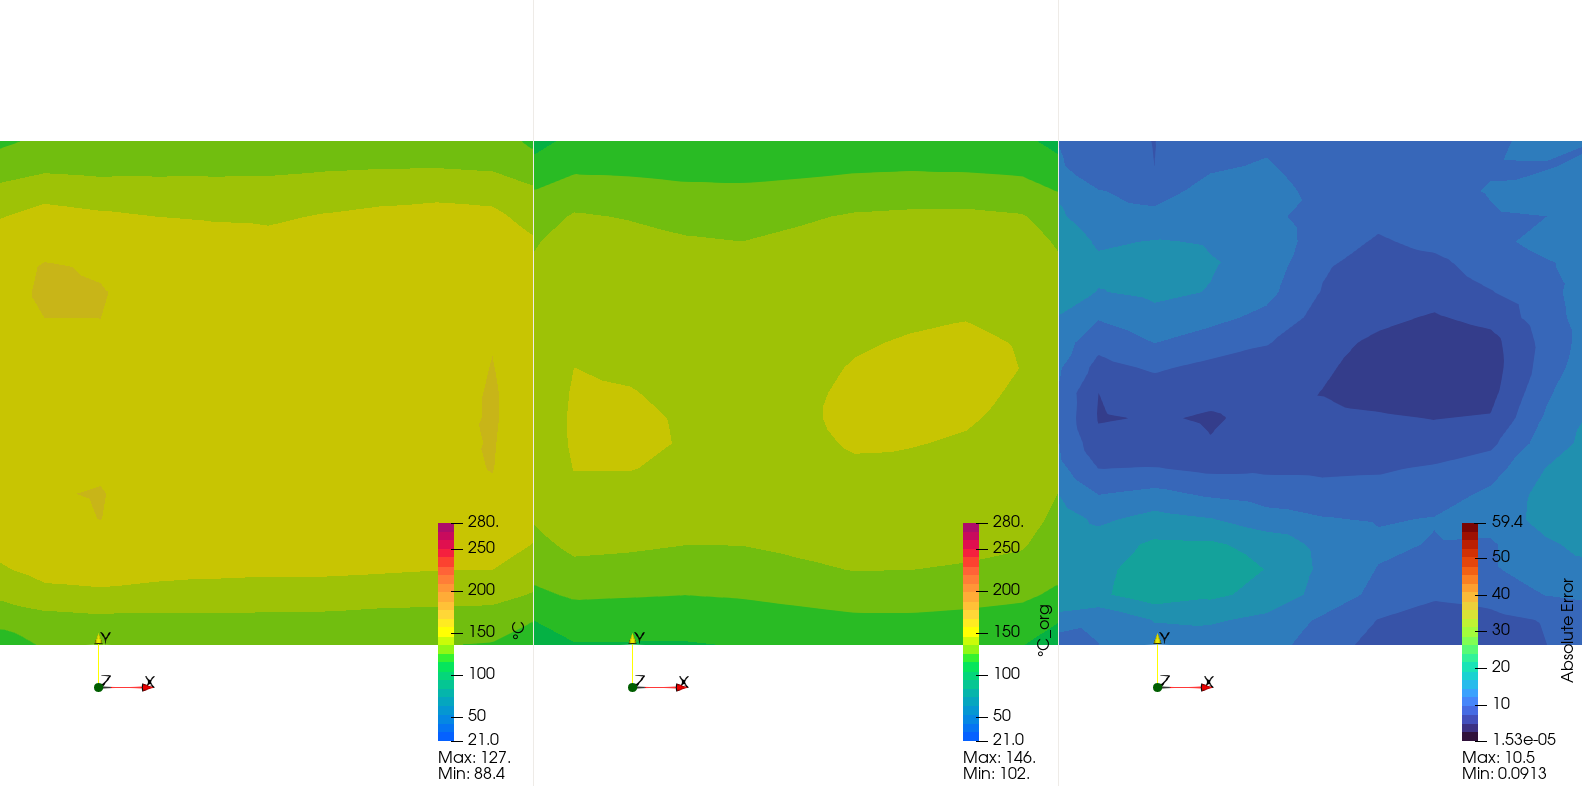 280.
250
200
150
100
50
21.0
°C
Max: 127.
Min: 88.4
Y
Z
X
280.
250
200
150
100
50
21.0
°C_org
Max: 146.
Min: 102.
Y
Z
X
59.4
50
40
30
20
10
1.53e-05
Absolute Error
Max: 10.5
Min: 0.0913
Y
Z
X